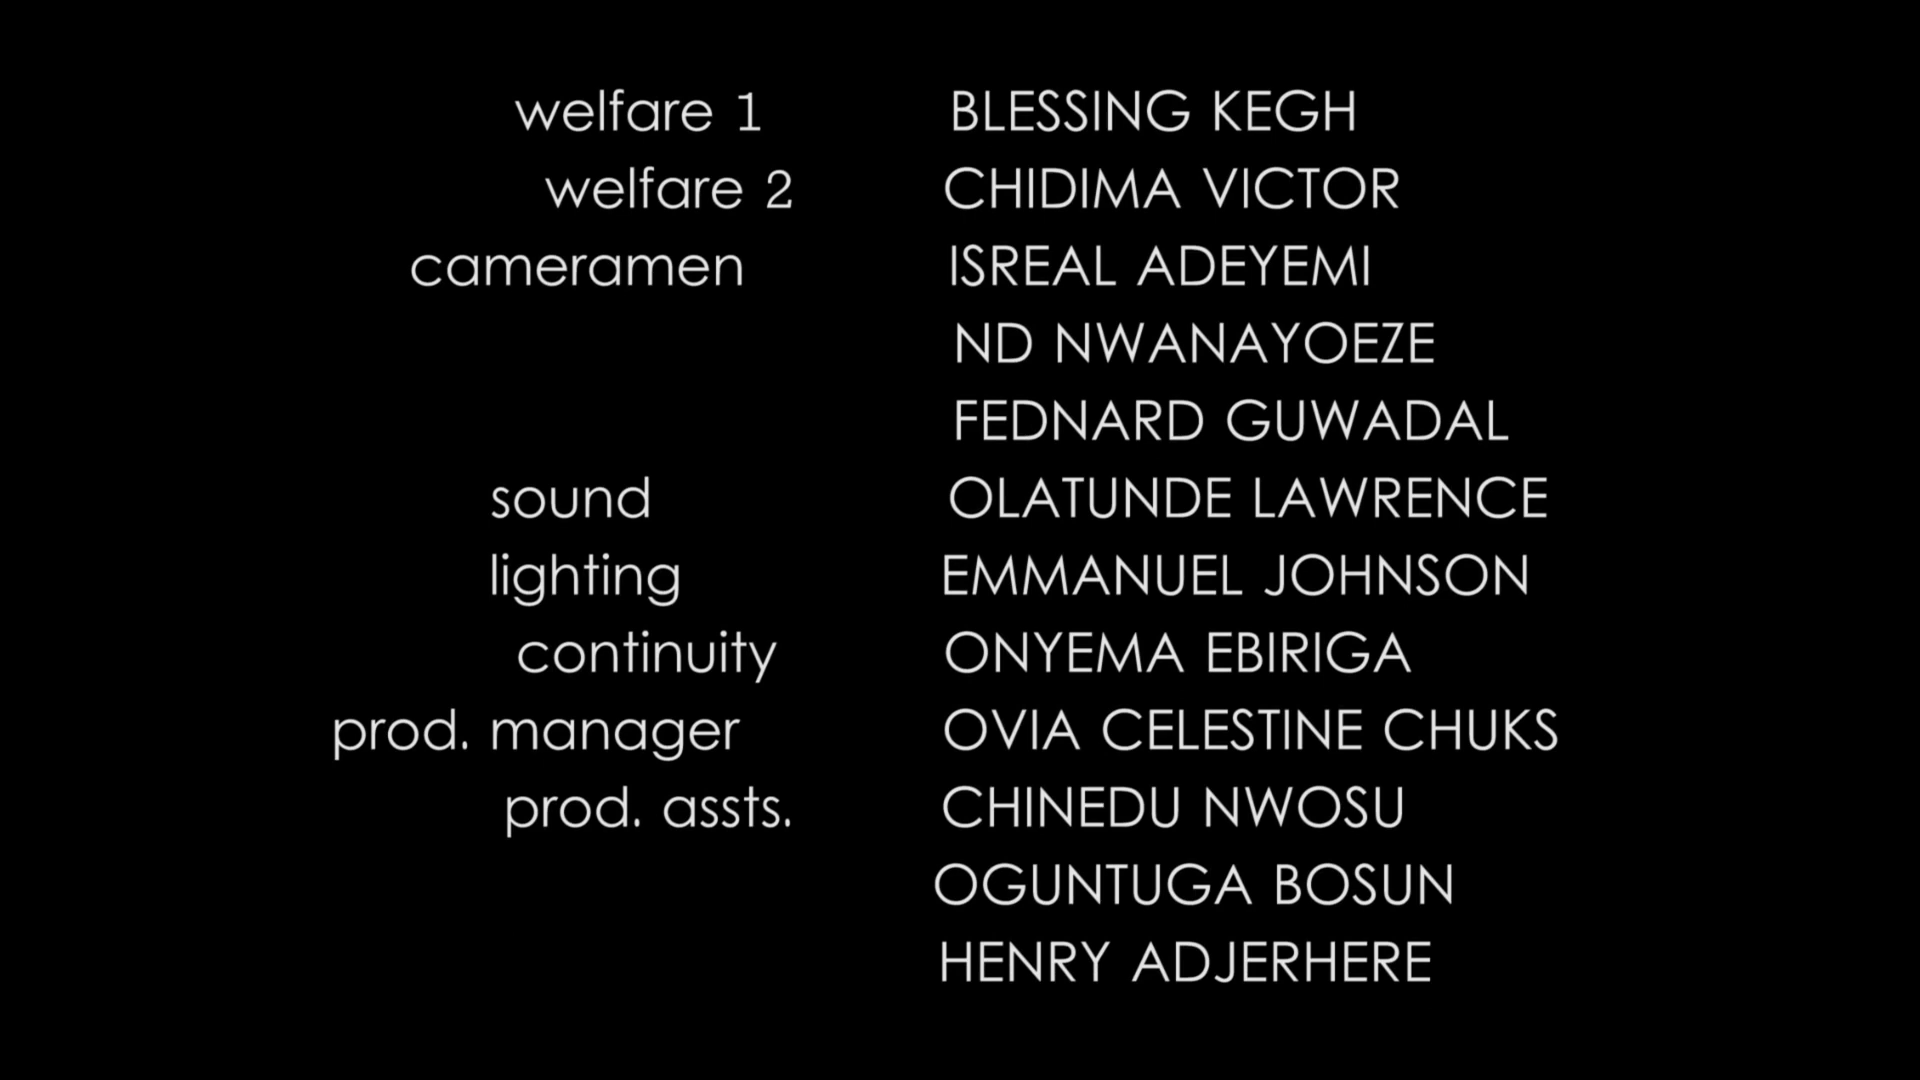 welfare 1 BLESSING KEGH
welfare 2 CHIDIMA VICTOR
cameramen ISREAL ADEYEMI
ND NWANAYOEZE
FEDNARD GUWADAL
sound OLATUNDE LAWRENCE
lighting EMMANUEL JOHNSON
continuity ONYEMA EBIRIGA
prod. manager OVIA CELESTINE CHUKS
prod. assts. CHINEDU NWOSU
OGUNTUGA BOSUN
HENRY ADJERHERE